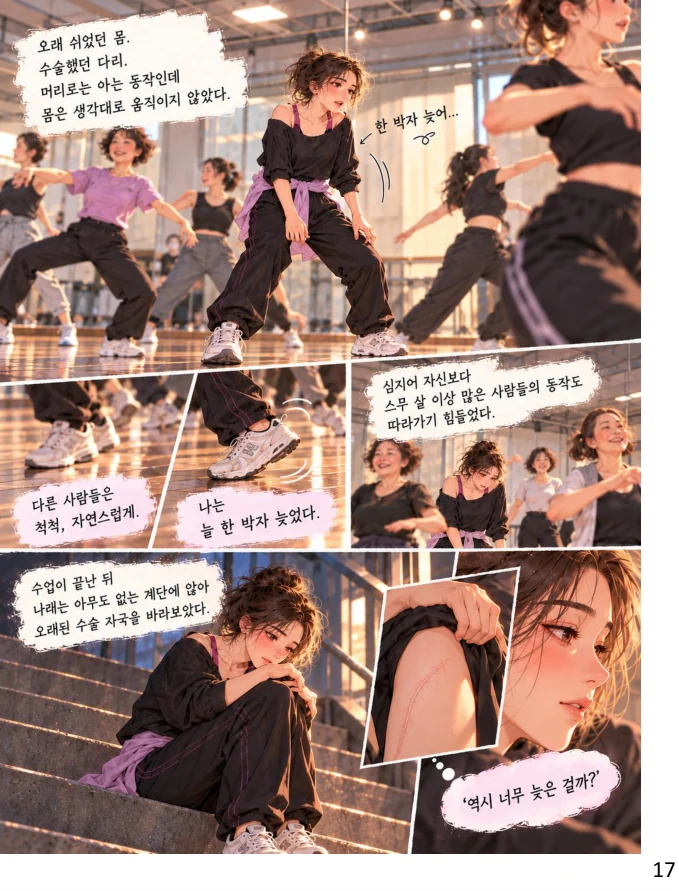 오래 쉬었던 몸.
수술했던 다리.
머리로는 아는 동작인데
몸은 생각대로 움직이지 않았다.
한 박자 늦어...
심지어 자신보다
스무 살 이상 많은 사람들의 동작도
따라가기 힘들었다.
다른 사람들은
척척, 자연스럽게.
나는
늘 한 박자 늦었다.
수업이 끝난 뒤
나래는 아무도 없는 계단에 앉아
오래된 수술 자국을 바라보았다.
‘역시 너무 늦은 걸까?’
17